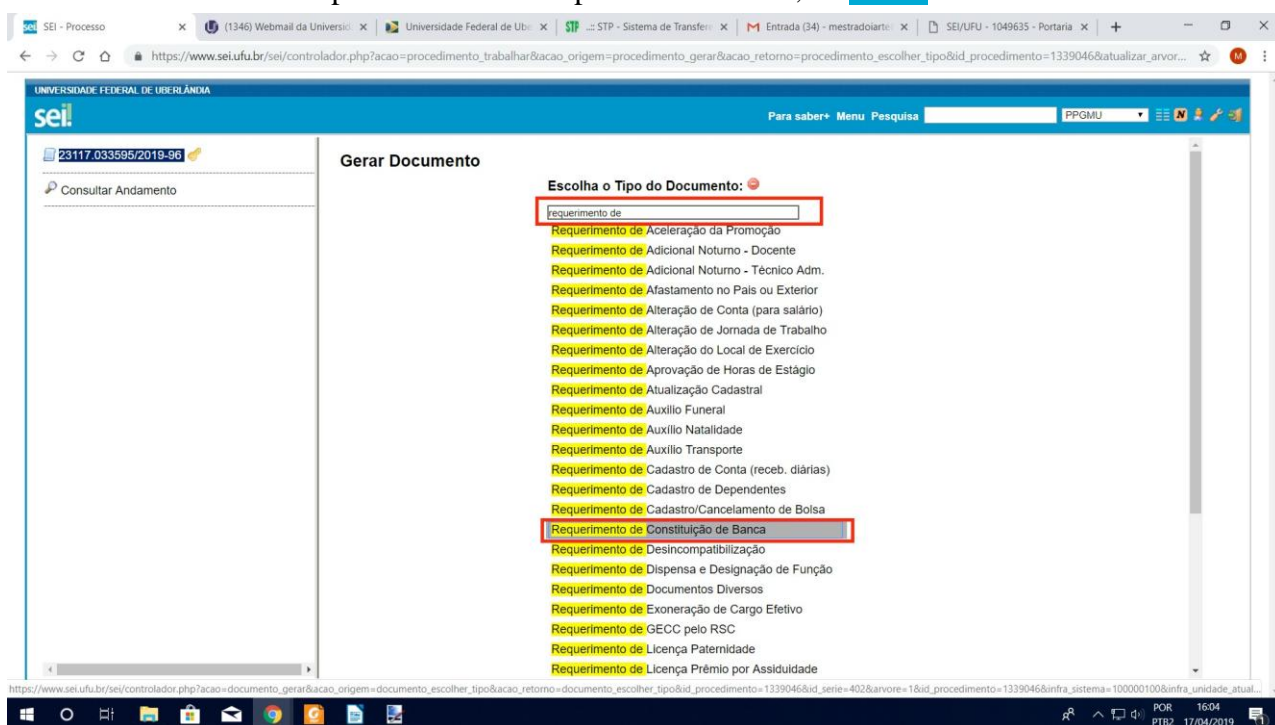 SEI - Processo
(1346) Webmail da Universid
Universidade Federal de Ube
STP ..:: STP - Sistema de Transferê
Entrada (34) - mestradoiarte
SEI/UFU - 1049635 - Portaria
https://www.sei.ufu.br/sei/controlador.php?acao=procedimento_trabalhar&acao_origem=procedimento_gerar&acao_retorno=procedimento_escolher_tipo&id_procedimento=1339046&atualizar_arvor...
M
UNIVERSIDADE FEDERAL DE UBERLÂNDIA
sei!
Para saber+ Menu Pesquisa
PPGMU
23117.033595/2019-96
Consultar Andamento
Gerar Documento
Escolha o Tipo do Documento:
requerimento de
Requerimento de Aceleração da Promoção
Requerimento de Adicional Noturno - Docente
Requerimento de Adicional Noturno - Técnico Adm.
Requerimento de Afastamento no País ou Exterior
Requerimento de Alteração de Conta (para salário)
Requerimento de Alteração de Jornada de Trabalho
Requerimento de Alteração do Local de Exercício
Requerimento de Aprovação de Horas de Estágio
Requerimento de Atualização Cadastral
Requerimento de Auxílio Funeral
Requerimento de Auxílio Natalidade
Requerimento de Auxílio Transporte
Requerimento de Cadastro de Conta (receb. diárias)
Requerimento de Cadastro de Dependentes
Requerimento de Cadastro/Cancelamento de Bolsa
Requerimento de Constituição de Banca
Requerimento de Desincompatibilização
Requerimento de Dispensa e Designação de Função
Requerimento de Documentos Diversos
Requerimento de Exoneração de Cargo Efetivo
Requerimento de GECC pelo RSC
Requerimento de Licença Paternidade
Requerimento de Licença Prêmio por Assiduidade
https://www.sei.ufu.br/sei/controlador.php?acao=documento_gerar&acao_origem=documento_escolher_tipo&acao_retorno=documento_escolher_tipo&id_procedimento=1339046&id_serie=402&arvore=1&id_procedimento=1339046&infra_sistema=100000100&infra_unidade_atual...
POR 16:04
PTB2 17/04/2019